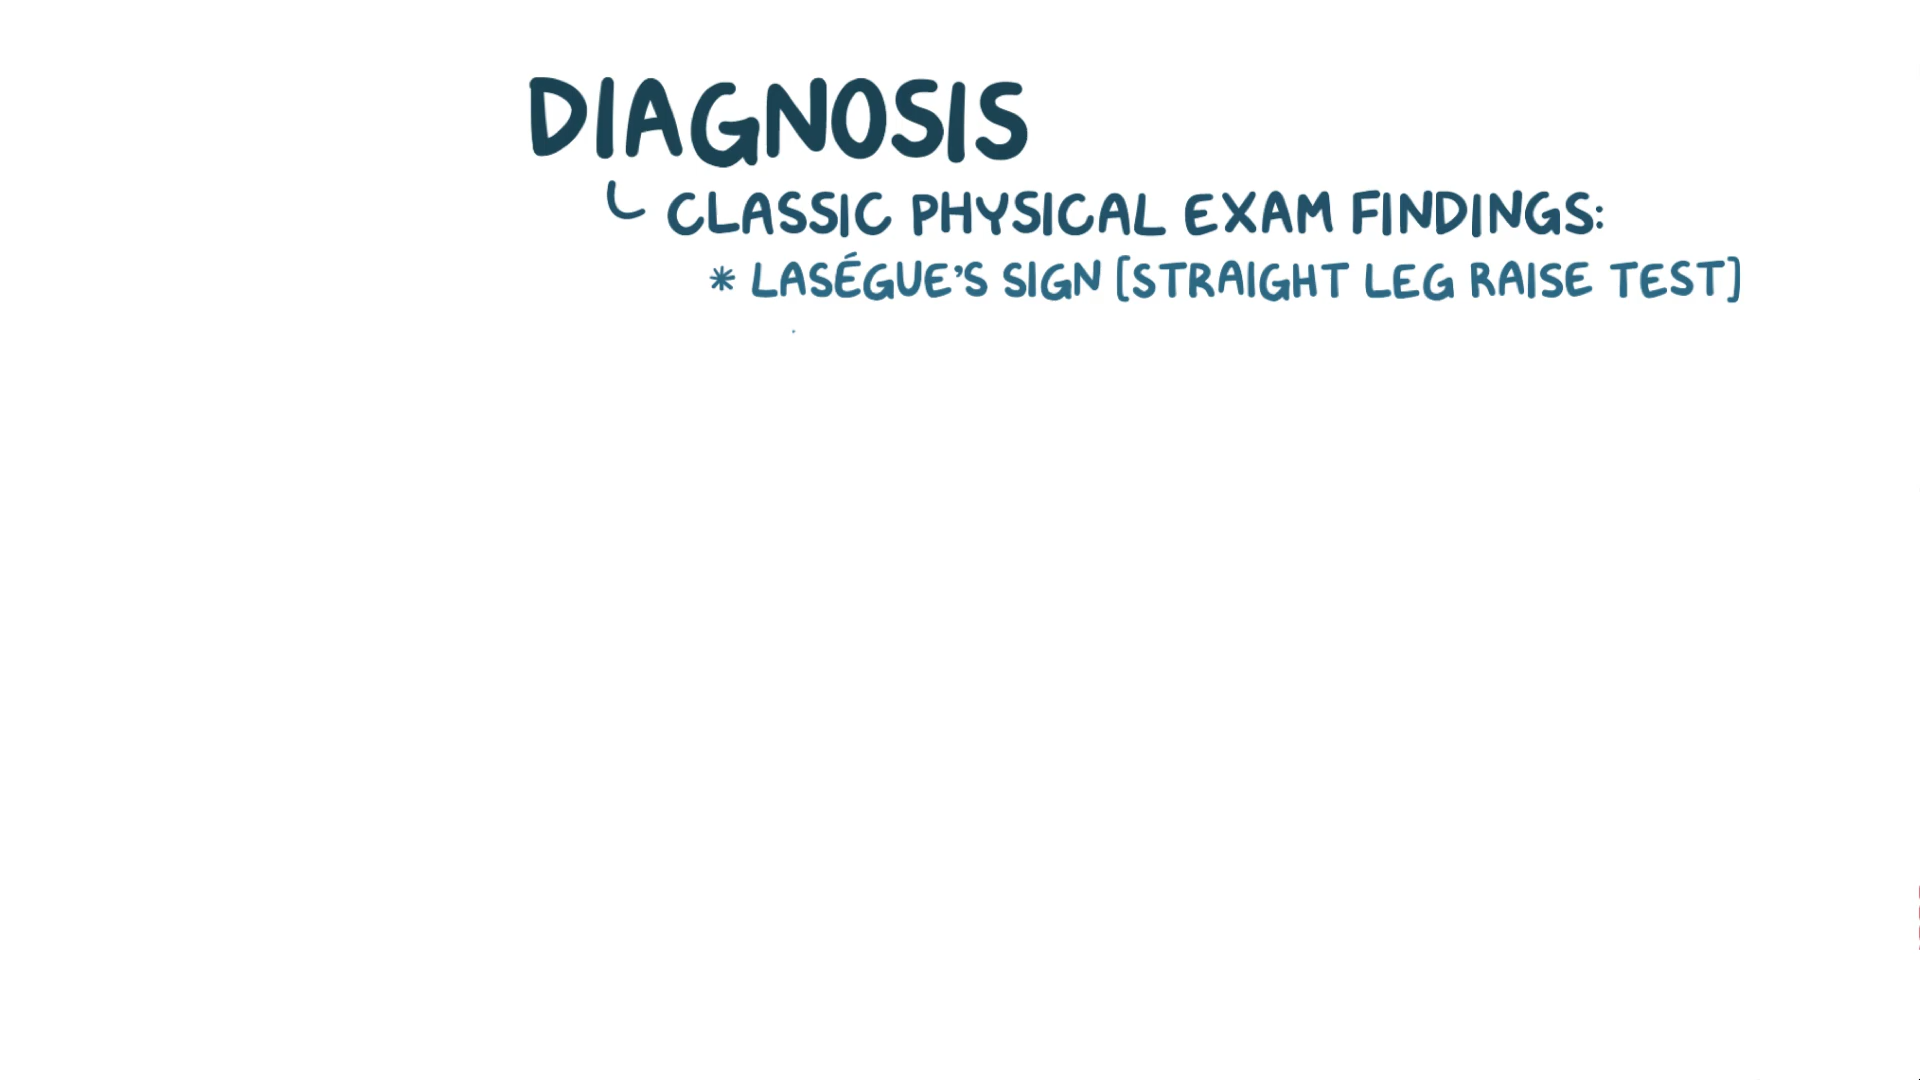 DIAGNOSIS
CLASSIC PHYSICAL EXAM FINDINGS:
* LASÉGUE'S SIGN [STRAIGHT LEG RAISE TEST]